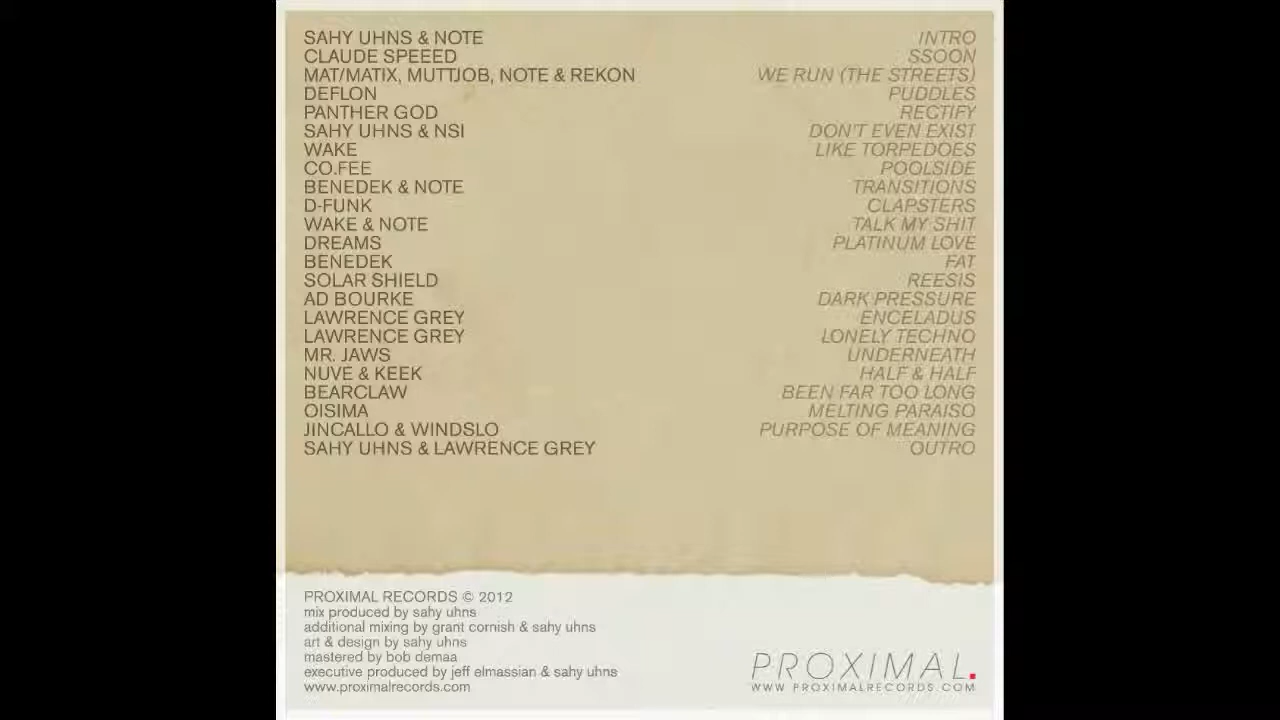 SAHY UHNS & NOTE INTRO
CLAUDE SPEEED SSOON
MAT/MATIX, MUTTJOB, NOTE & REKON WE RUN (THE STREETS)
DEFLON PUDDLES
PANTHER GOD RECTIFY
SAHY UHNS & NSI DON'T EVEN EXIST
WAKE LIKE TORPEDOES
CO.FEE POOLSIDE
BENEDEK & NOTE TRANSITIONS
D-FUNK CLAPSTERS
WAKE & NOTE TALK MY SHIT
DREAMS PLATINUM LOVE
BENEDEK FAT
SOLAR SHIELD REESIS
AD BOURKE DARK PRESSURE
LAWRENCE GREY ENCELADUS
LAWRENCE GREY LONELY TECHNO
MR. JAWS UNDERNEATH
NUVE & KEEK HALF & HALF
BEARCLAW BEEN FAR TOO LONG
OISIMA MELTING PARAISO
JINCALLO & WINDSLO PURPOSE OF MEANING
SAHY UHNS & LAWRENCE GREY OUTRO
PROXIMAL RECORDS © 2012
mix produced by sahy uhns
additional mixing by grant cornish & sahy uhns
art & design by sahy uhns
mastered by bob demaa
executive produced by jeff elmassian & sahy uhns
www.proximalrecords.com
PROXIMAL.
WWW.PROXIMALRECORDS.COM